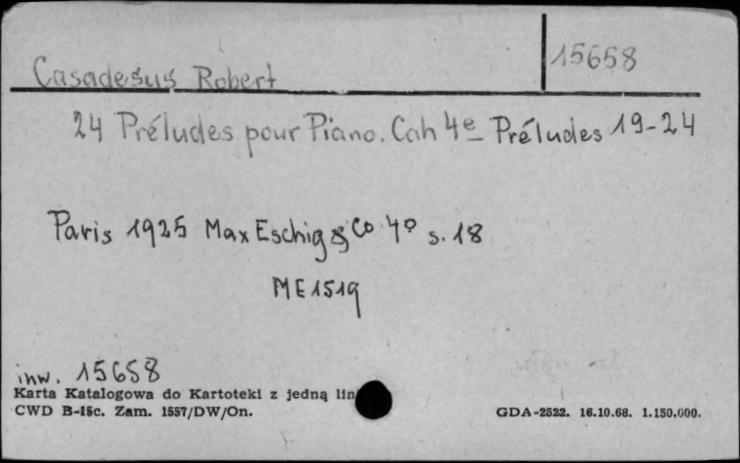 Casadesus Robert 15658
24 Préludes pour Piano. Cah 4e Préludes 19-24
Paris 1925 Max Eschig & Co 4° s. 18
ME1519
inw. 15658
Karta Katalogowa do Kartoteki z jedną lin
CWD B-15c. Zam. 1557/DW/On.
GDA-2522. 16.10.68. 1.150.000.